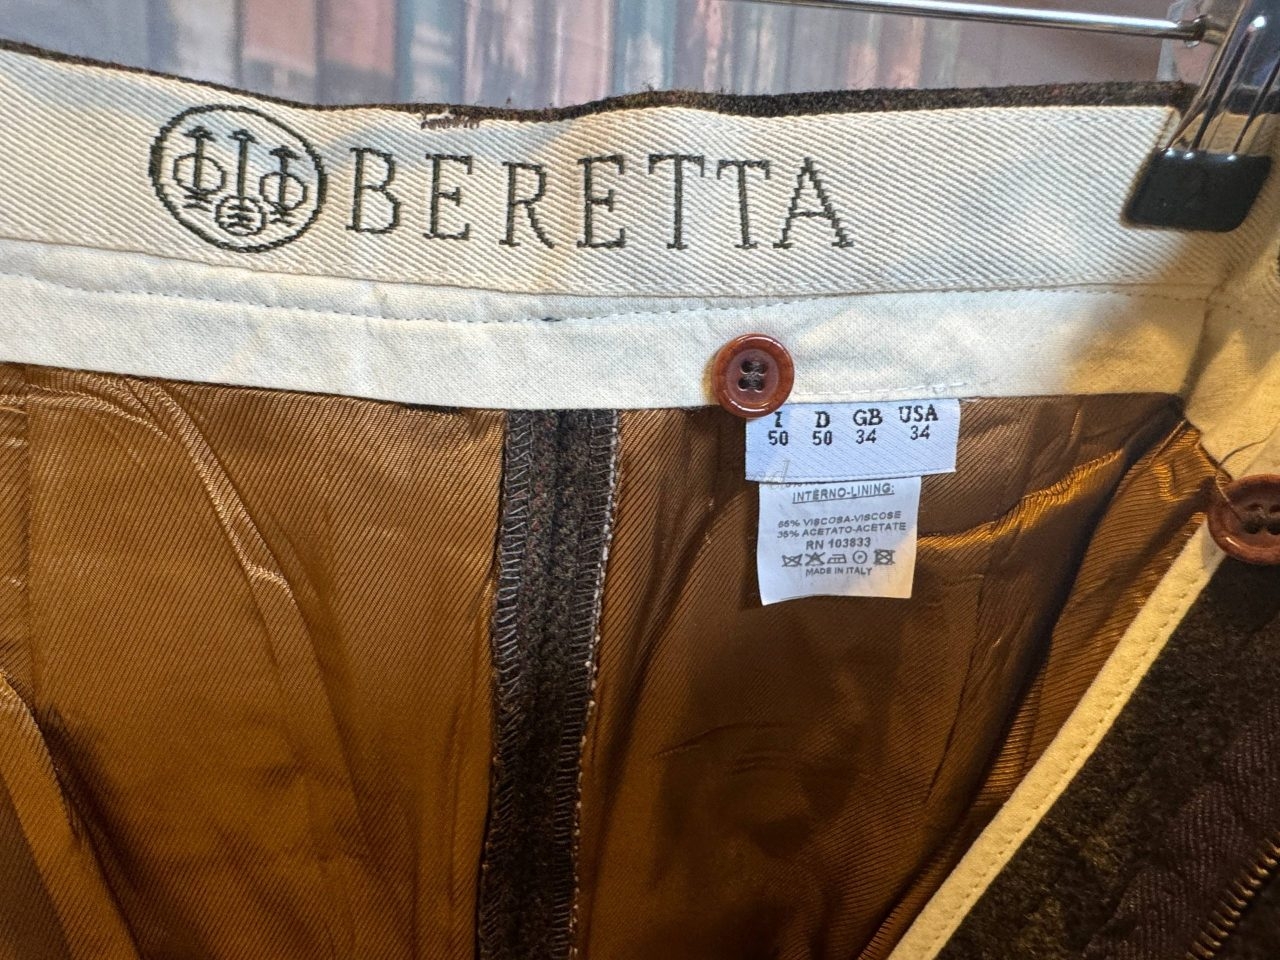 BERETTA
I D GB USA
50 50 34 34
INTERNO-LINING:
65% VISCOSA-VISCOSE
35% ACETATO-ACETATE
RN 103833
MADE IN ITALY